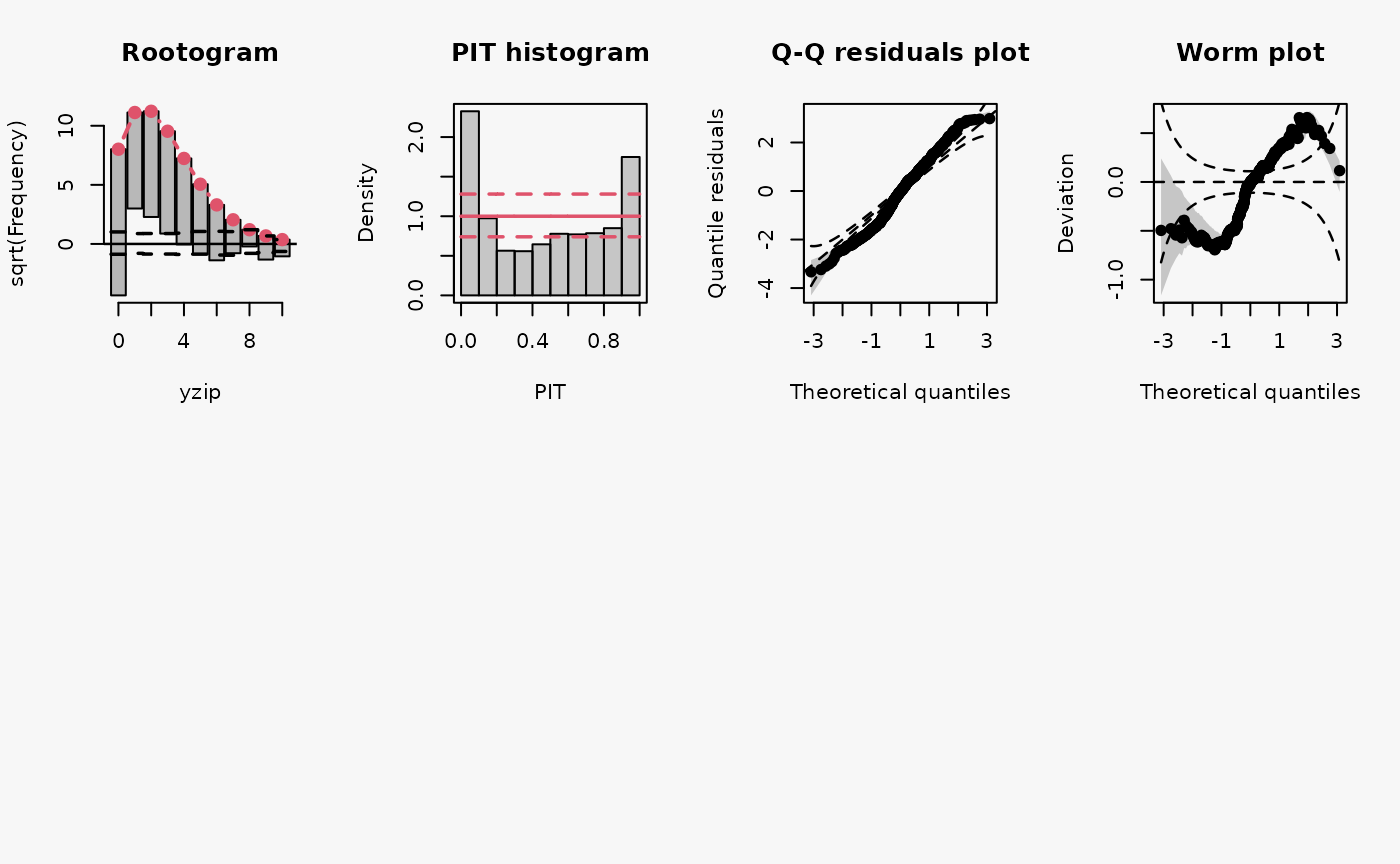 Rootogram
sqrt(Frequency)
10
5
0
0 4 8
yzip
PIT histogram
Density
2.0
1.0
0.0
0.0 0.4 0.8
PIT
Q-Q residuals plot
Quantile residuals
2
0
-2
-4
-3 -1 1 3
Theoretical quantiles
Worm plot
Deviation
0.0
-1.0
-3 -1 1 3
Theoretical quantiles